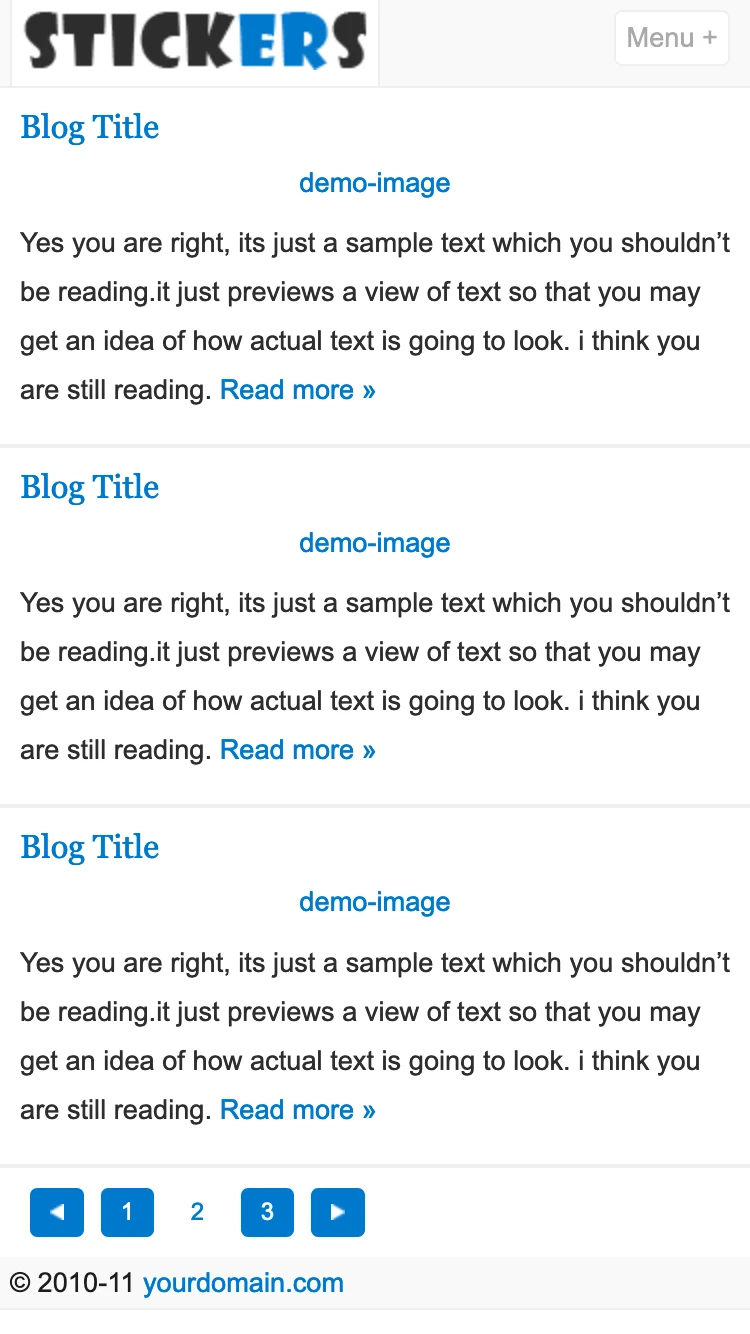 STICKERS
Menu +
Blog Title
demo-image
Yes you are right, its just a sample text which you shouldn’t
be reading.it just previews a view of text so that you may
get an idea of how actual text is going to look. i think you
are still reading. Read more »
Blog Title
demo-image
Yes you are right, its just a sample text which you shouldn’t
be reading.it just previews a view of text so that you may
get an idea of how actual text is going to look. i think you
are still reading. Read more »
Blog Title
demo-image
Yes you are right, its just a sample text which you shouldn’t
be reading.it just previews a view of text so that you may
get an idea of how actual text is going to look. i think you
are still reading. Read more »
◄ 1 2 3 ►
© 2010-11 yourdomain.com